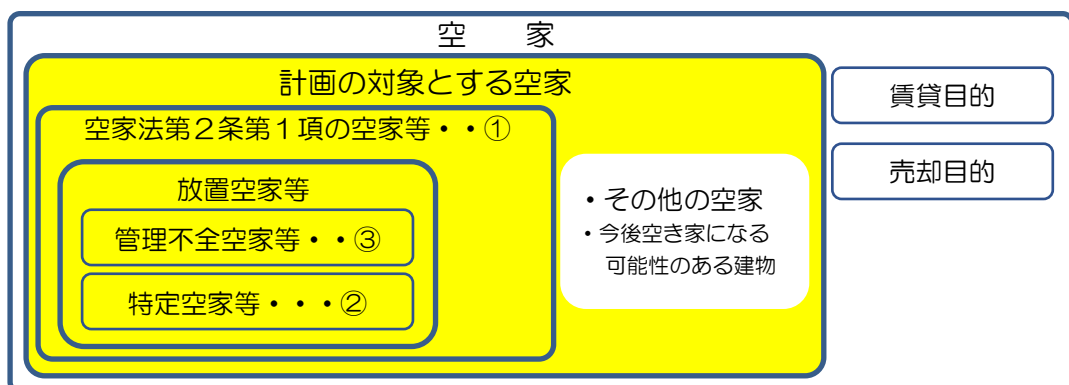 空　　家
計画の対象とする空家
空家法第２条第１項の空家等・・①
放置空家等
管理不全空家等・・③
特定空家等・・・②
・その他の空家
・今後空き家になる
可能性のある建物
賃貸目的
売却目的